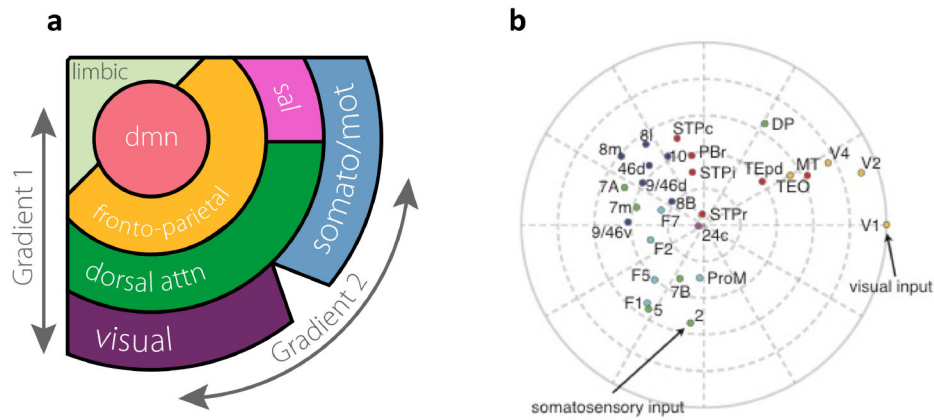 a
limbic
dmn
fronto-parietal
dorsal attn
visual
sal
somato/mot
Gradient 1
Gradient 2
b
DP
STPc
8l
8m
10
PBr
46d
STPi
V4
V2
MT
TEpd
TEO
7A
9/46d
7m
8B
F7
STPr
9/46v
24c
V1
F2
visual input
F5
7B
ProM
F1
5
2
somatosensory input